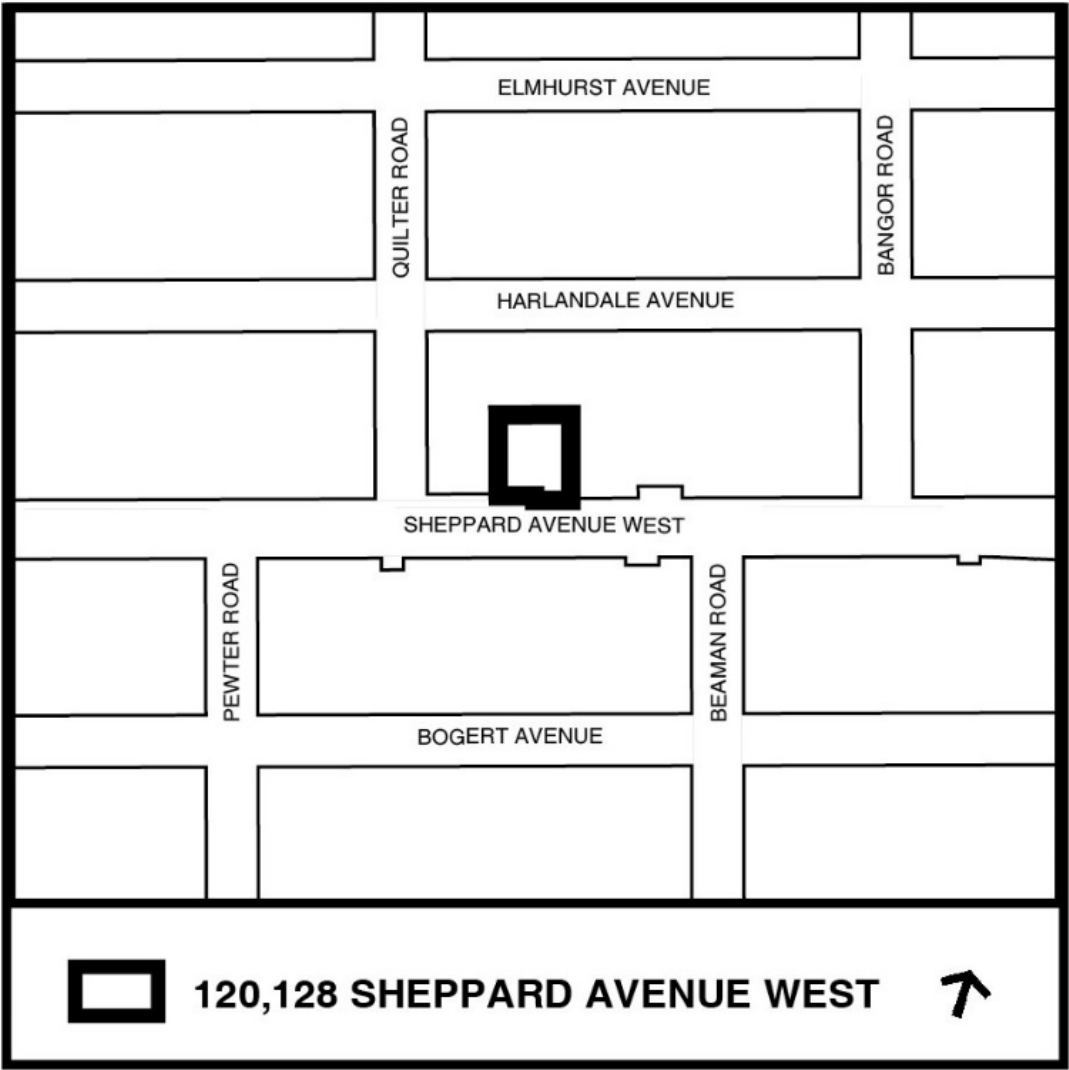 ELMHURST AVENUE
QUILTER ROAD
BANGOR ROAD
HARLANDALE AVENUE
SHEPPARD AVENUE WEST
PEWTER ROAD
BEAMAN ROAD
BOGERT AVENUE
120,128 SHEPPARD AVENUE WEST